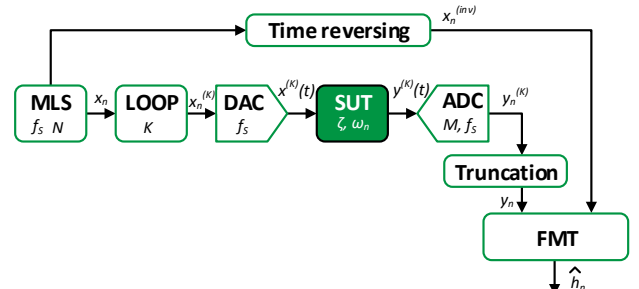 Time reversing
x_n^(inv)
MLS
f_S N
x_n
LOOP
K
x_n^(K)
DAC
f_S
x^(K)(t)
SUT
ζ, ω_n
y^(K)(t)
ADC
M, f_S
y_n^(K)
Truncation
y_n
FMT
ĥ_n